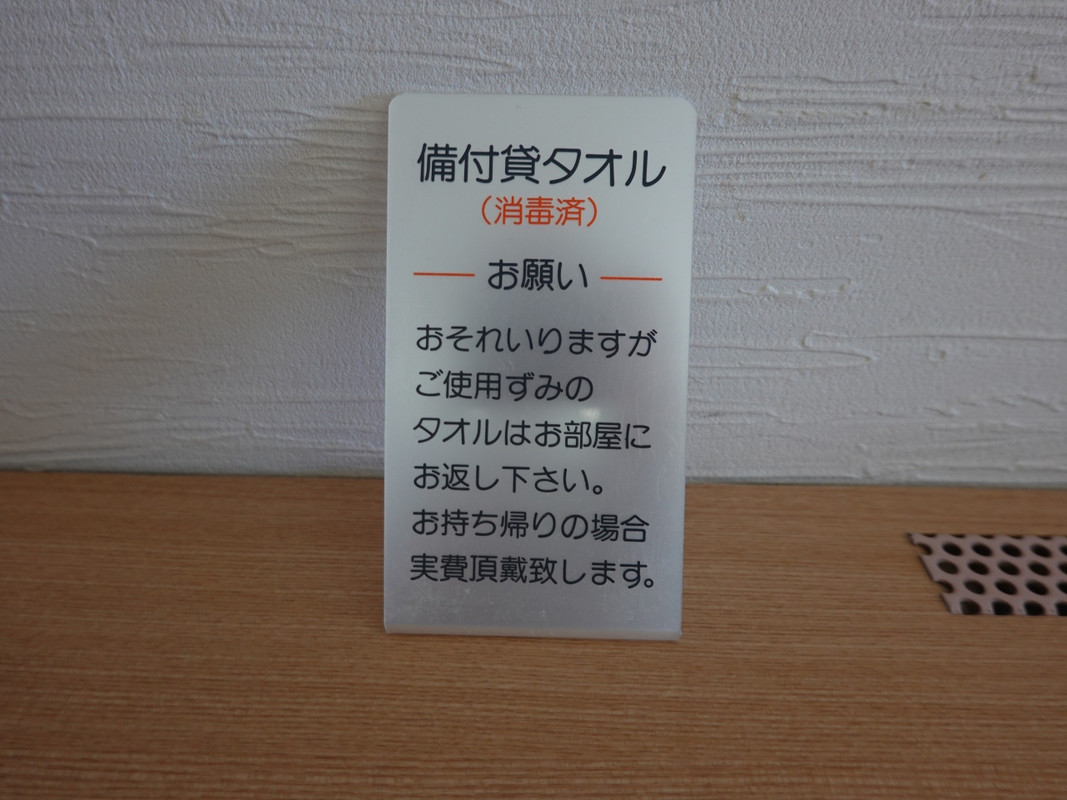 備付貸タオル
（消毒済）
お願い
おそれいりますが
ご使用ずみの
タオルはお部屋に
お返し下さい。
お持ち帰りの場合
実費頂戴致します。